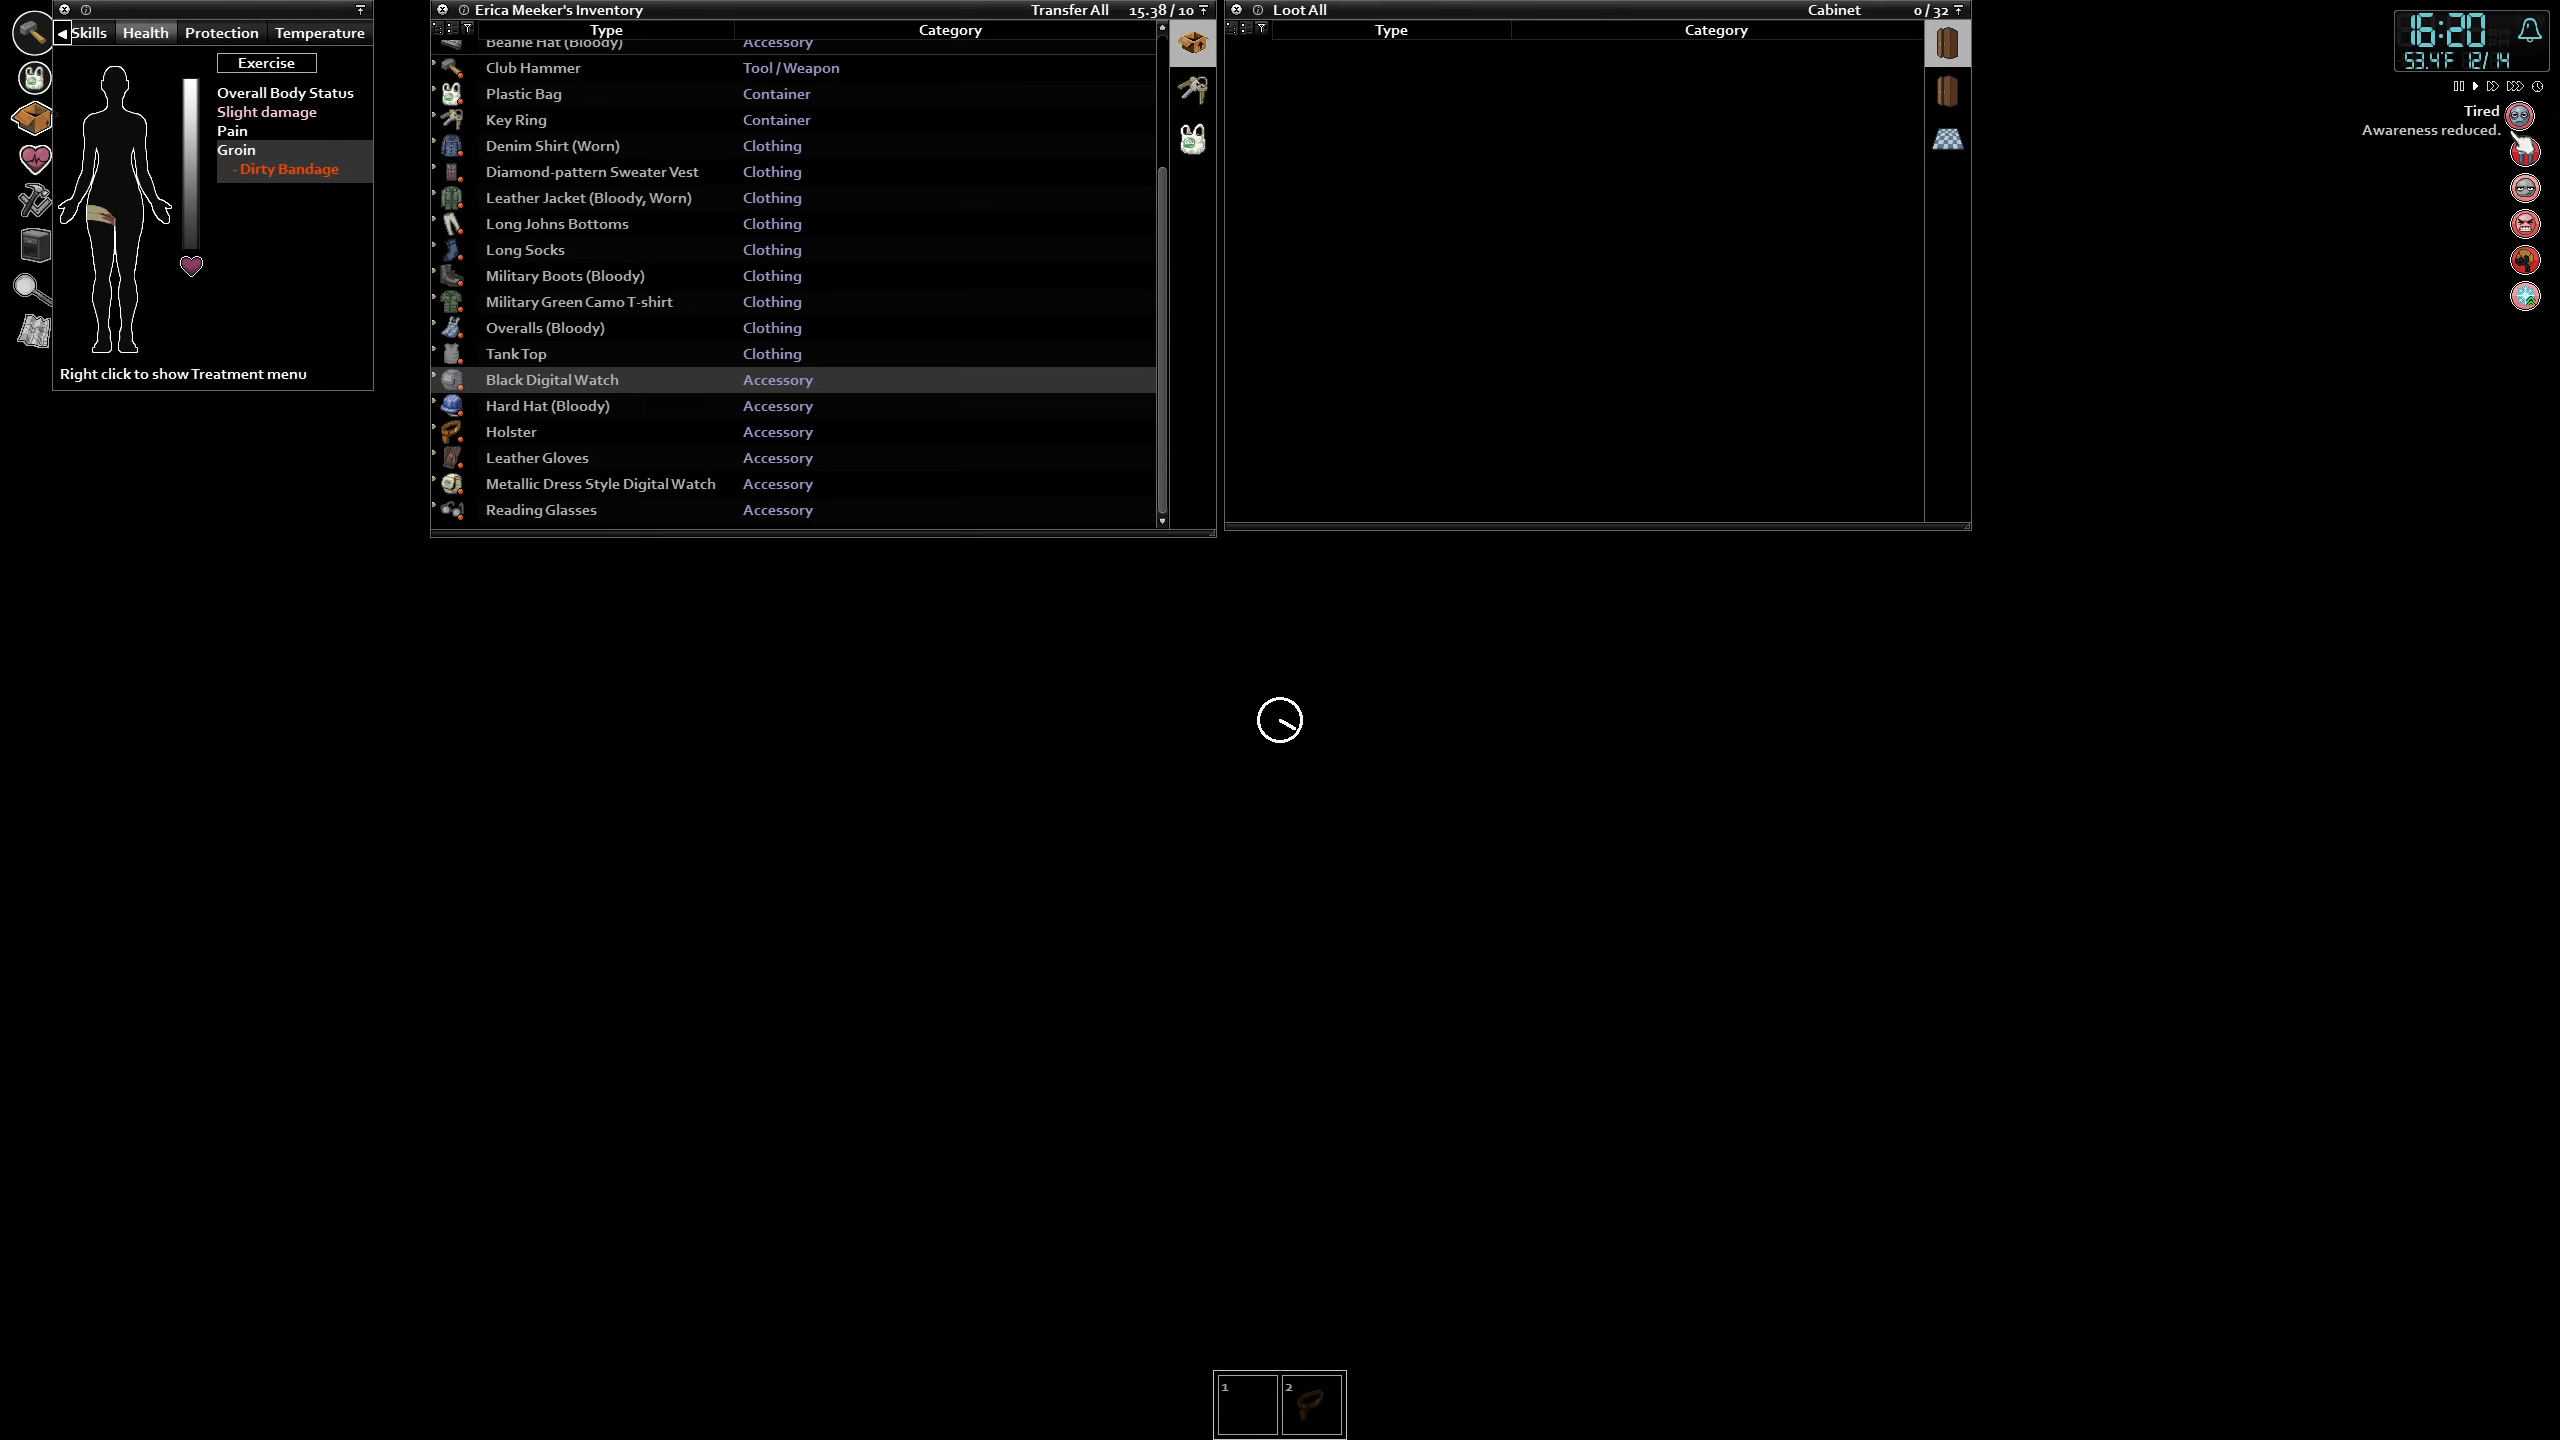 Skills Health Protection Temperature
Exercise
Overall Body Status
Slight damage
Pain
Groin
- Dirty Bandage
Right click to show Treatment menu
Erica Meeker's Inventory Transfer All 15.38 / 10
Type Category
Beanie Hat (Bloody) Accessory
Club Hammer Tool / Weapon
Plastic Bag Container
Key Ring Container
Denim Shirt (Worn) Clothing
Diamond-pattern Sweater Vest Clothing
Leather Jacket (Bloody, Worn) Clothing
Long Johns Bottoms Clothing
Long Socks Clothing
Military Boots (Bloody) Clothing
Military Green Camo T-shirt Clothing
Overalls (Bloody) Clothing
Tank Top Clothing
Black Digital Watch Accessory
Hard Hat (Bloody) Accessory
Holster Accessory
Leather Gloves Accessory
Metallic Dress Style Digital Watch Accessory
Reading Glasses Accessory
Loot All Cabinet 0 / 32
Type Category
16:20
53.4°F 12/14
Tired
Awareness reduced.
1 2